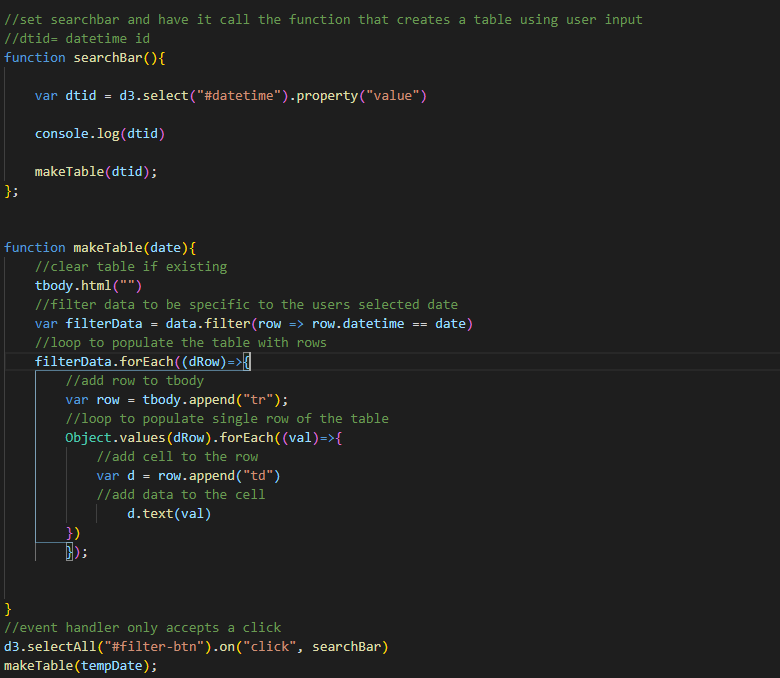 //set searchbar and have it call the function that creates a table using user input
//dtid= datetime id
function searchBar(){
var dtid = d3.select("#datetime").property("value")
console.log(dtid)
makeTable(dtid);
};
function makeTable(date){
//clear table if existing
tbody.html("")
//filter data to be specific to the users selected date
var filterData = data.filter(row => row.datetime == date)
//loop to populate the table with rows
filterData.forEach((dRow)=>{
//add row to tbody
var row = tbody.append("tr");
//loop to populate single row of the table
Object.values(dRow).forEach((val)=>{
//add cell to the row
var d = row.append("td")
//add data to the cell
d.text(val)
})
});
}
//event handler only accepts a click
d3.selectAll("#filter-btn").on("click", searchBar)
makeTable(tempDate);